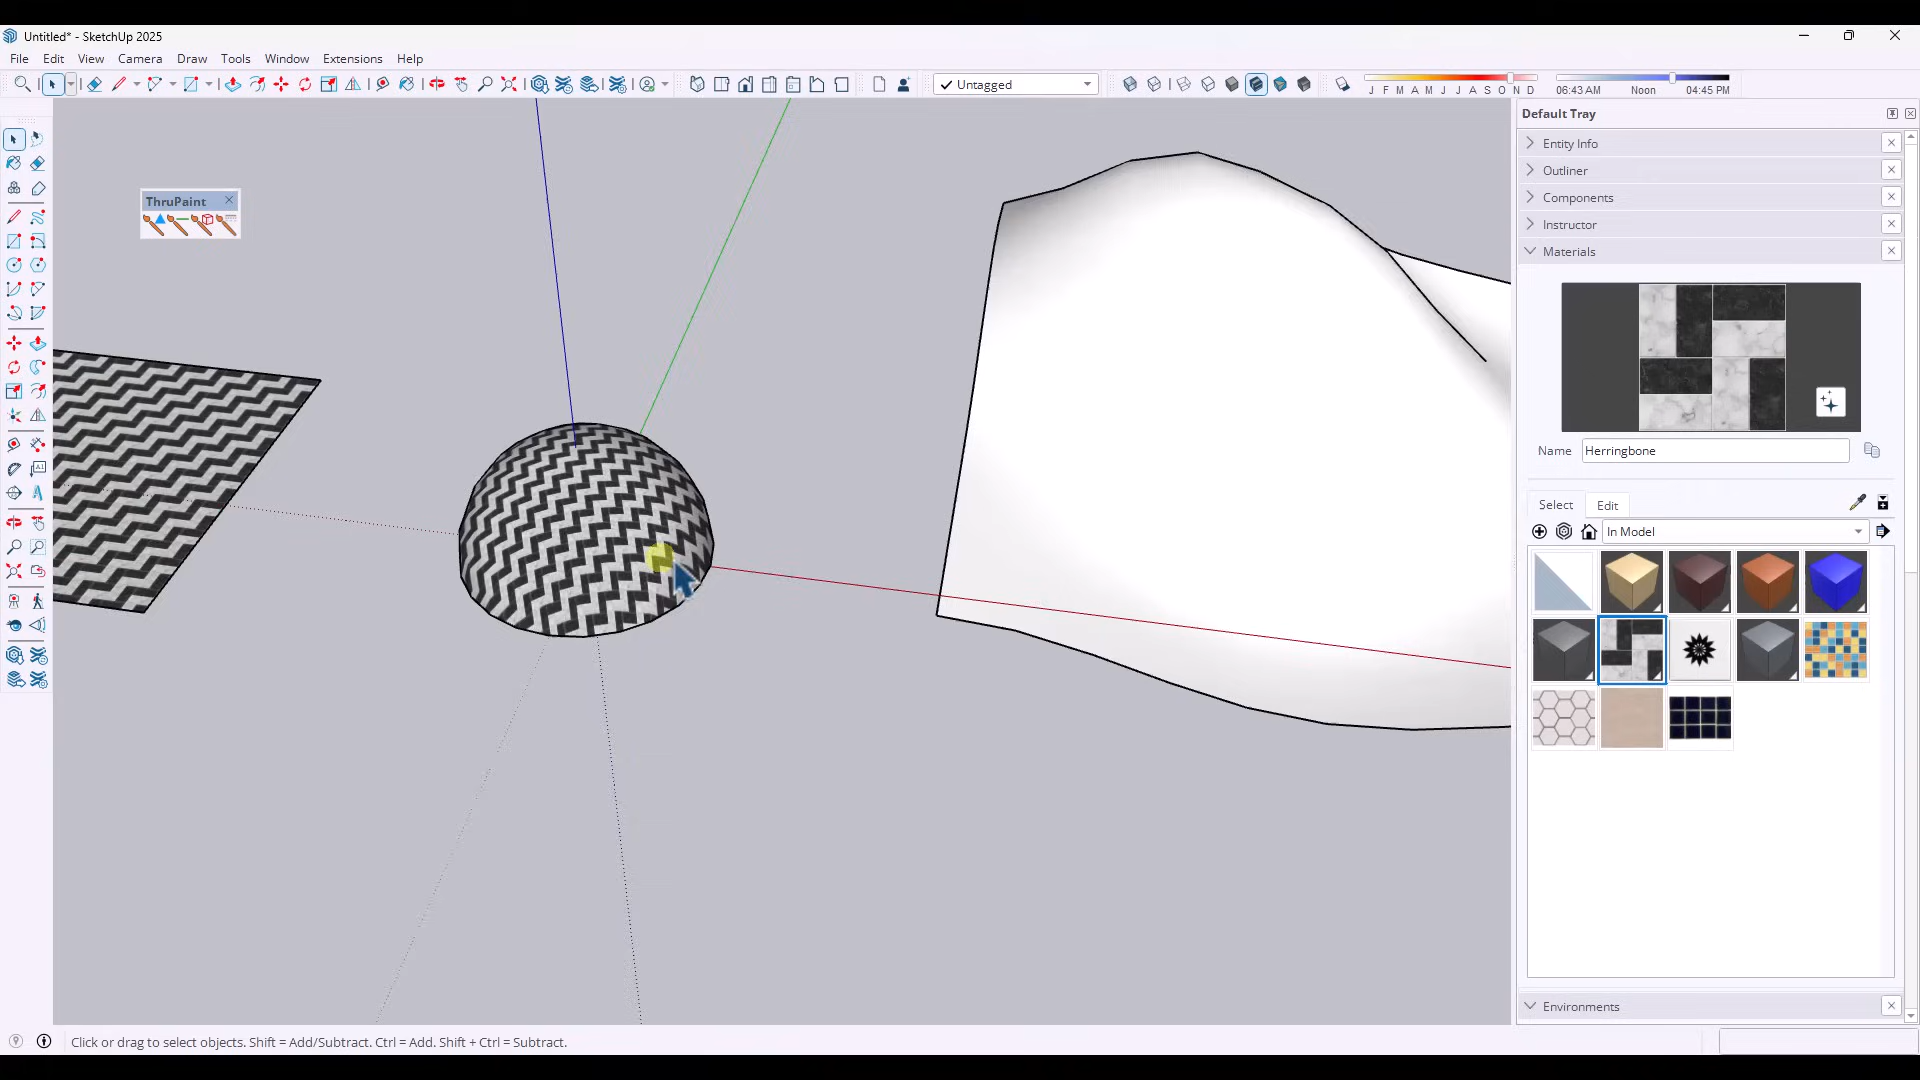 Untitled* - SketchUp 2025
File Edit View Camera Draw Tools Window Extensions Help
Untagged
J F M A M J J A S O N D
06:43 AM Noon 04:45 PM
Default Tray
Entity Info
Outliner
Components
Instructor
Materials
ThruPaint
Name Herringbone
Select Edit
In Model
Environments
Click or drag to select objects. Shift = Add/Subtract. Ctrl = Add. Shift + Ctrl = Subtract.